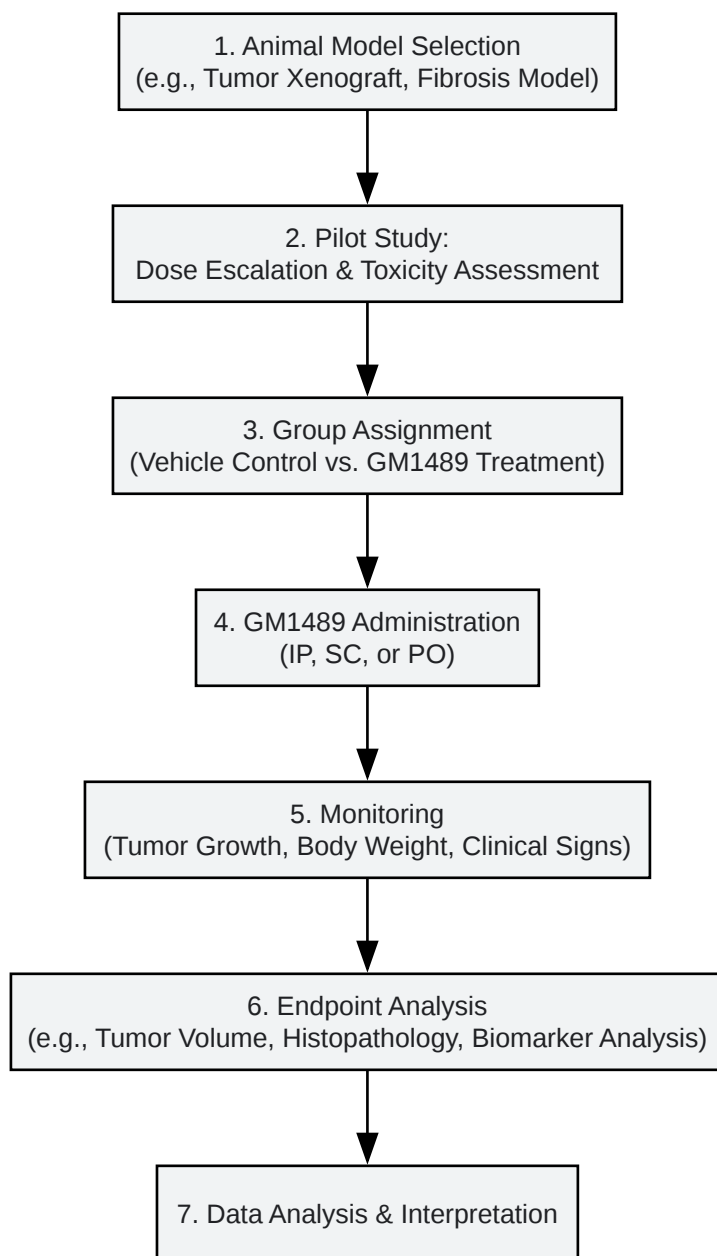 1. Animal Model Selection
(e.g., Tumor Xenograft, Fibrosis Model)
2. Pilot Study:
Dose Escalation & Toxicity Assessment
3. Group Assignment
(Vehicle Control vs. GM1489 Treatment)
4. GM1489 Administration
(IP, SC, or PO)
5. Monitoring
(Tumor Growth, Body Weight, Clinical Signs)
6. Endpoint Analysis
(e.g., Tumor Volume, Histopathology, Biomarker Analysis)
7. Data Analysis & Interpretation